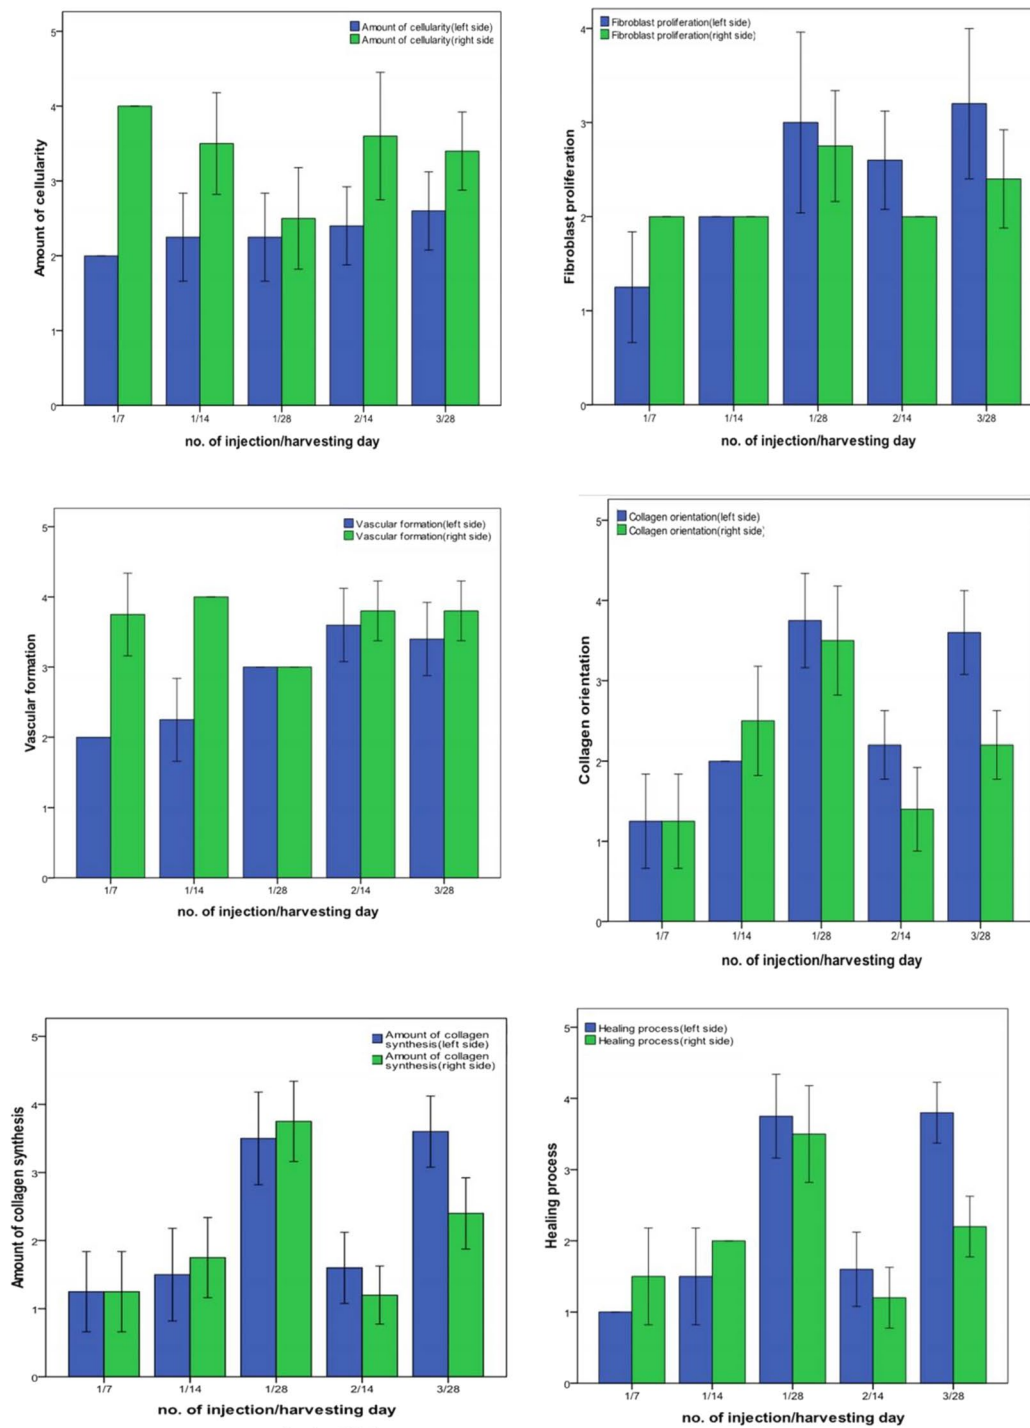 Amount of cellularity(left side)
Amount of cellularity(right side
Amount of cellularity
5
4
3
2
1
0
1/7 1/14 1/28 2/14 3/28
no. of injection/harvesting day
Fibroblast proliferation(left side)
Fibroblast proliferation(right side)
Fibroblast proliferation
4
3
2
1
0
1/7 1/14 1/28 2/14 3/28
no. of injection/harvesting day
Vascular formation(left side)
Vascular formation(right side)
Vascular formation
5
4
3
2
1
0
1/7 1/14 1/28 2/14 3/28
no. of injection/harvesting day
Collagen orientation(left side)
Collagen orientation(right side)
Collagen orientation
5
4
3
2
1
0
1/7 1/14 1/28 2/14 3/28
no. of injection/harvesting day
Amount of collagen
synthesis(left side)
Amount of collagen
synthesis(right side)
Amount of collagen synthesis
5
4
3
2
1
0
1/7 1/14 1/28 2/14 3/28
no. of injection/harvesting day
Healing process(left side)
Healing process(right side)
Healing process
5
4
3
2
1
0
1/7 1/14 1/28 2/14 3/28
no. of injection/harvesting day